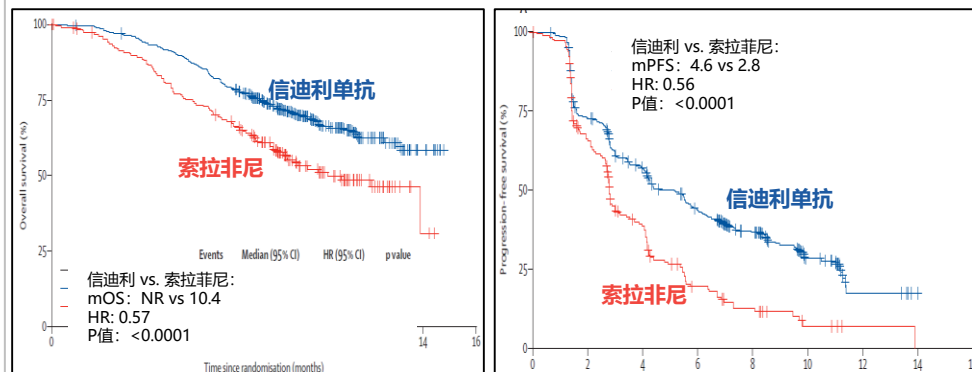 100
75
50
25
0
Overall survival (%)
信迪利单抗
索拉非尼
Events Median (95% CI) HR (95% CI) p value
信迪利 vs. 索拉非尼：
mOS：NR vs 10.4
HR: 0.57
P值：<0.0001
0 14 16
Time since randomisation (months)
100
75
50
25
0
Progression-free survival (%)
信迪利 vs. 索拉非尼：
mPFS：4.6 vs 2.8
HR: 0.56
P值：<0.0001
信迪利单抗
索拉非尼
0 2 4 6 8 10 12 14